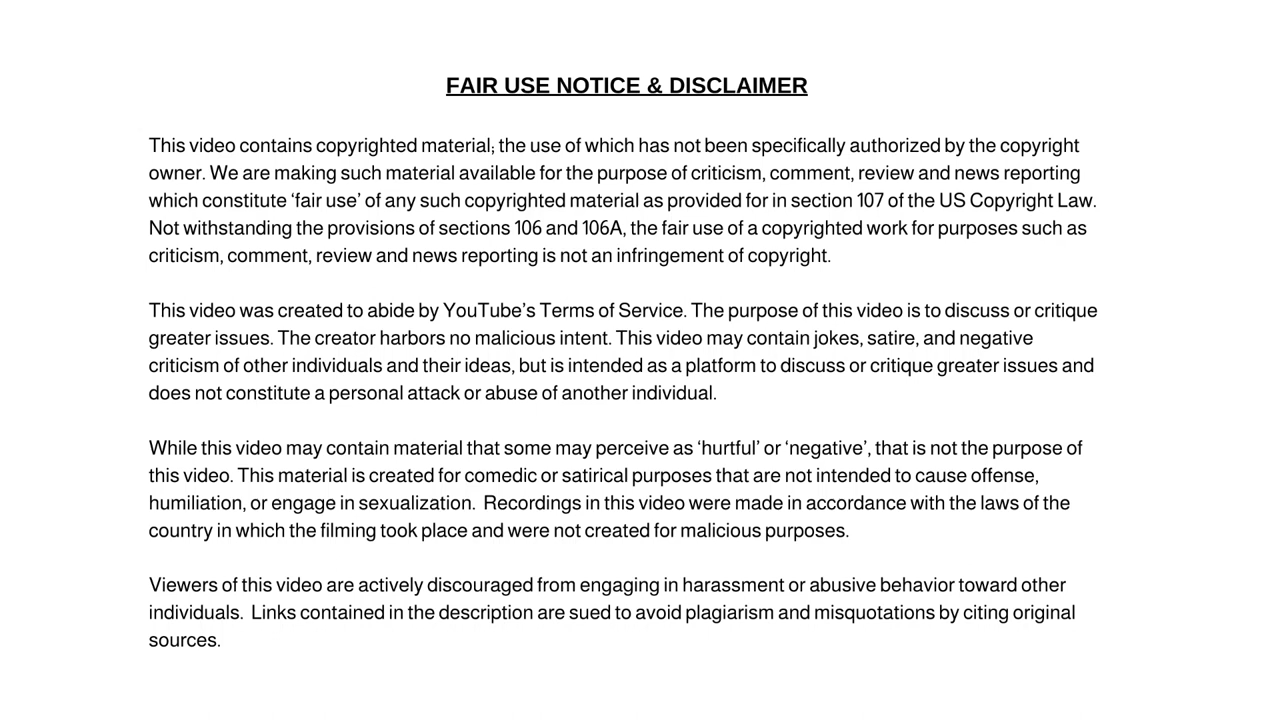 FAIR USE NOTICE & DISCLAIMER
This video contains copyrighted material; the use of which has not been specifically authorized by the copyright
owner. We are making such material available for the purpose of criticism, comment, review and news reporting
which constitute ‘fair use’ of any such copyrighted material as provided for in section 107 of the US Copyright Law.
Not withstanding the provisions of sections 106 and 106A, the fair use of a copyrighted work for purposes such as
criticism, comment, review and news reporting is not an infringement of copyright.
This video was created to abide by YouTube’s Terms of Service. The purpose of this video is to discuss or critique
greater issues. The creator harbors no malicious intent. This video may contain jokes, satire, and negative
criticism of other individuals and their ideas, but is intended as a platform to discuss or critique greater issues and
does not constitute a personal attack or abuse of another individual.
While this video may contain material that some may perceive as ‘hurtful’ or ‘negative’, that is not the purpose of
this video. This material is created for comedic or satirical purposes that are not intended to cause offense,
humiliation, or engage in sexualization.  Recordings in this video were made in accordance with the laws of the
country in which the filming took place and were not created for malicious purposes.
Viewers of this video are actively discouraged from engaging in harassment or abusive behavior toward other
individuals.  Links contained in the description are sued to avoid plagiarism and misquotations by citing original
sources.